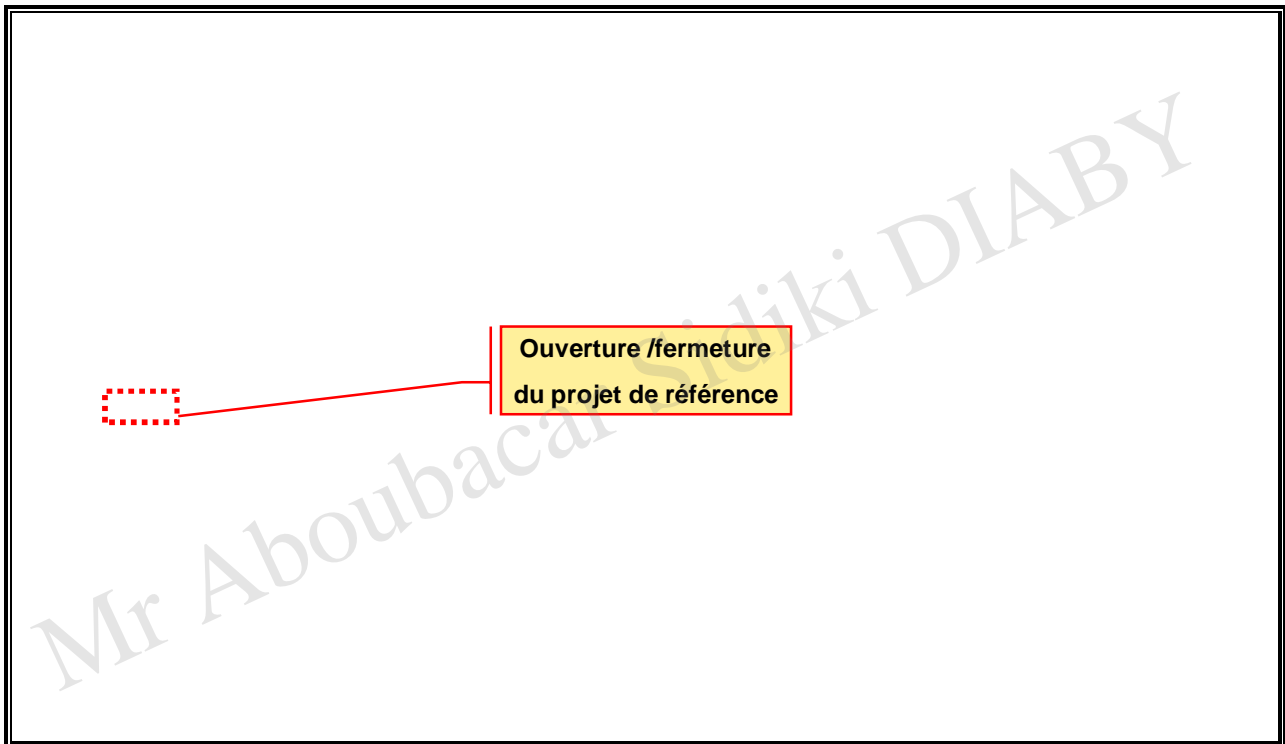 Ouverture /fermeture
du projet de référence
Mr Aboubacar Sidiki DIABY